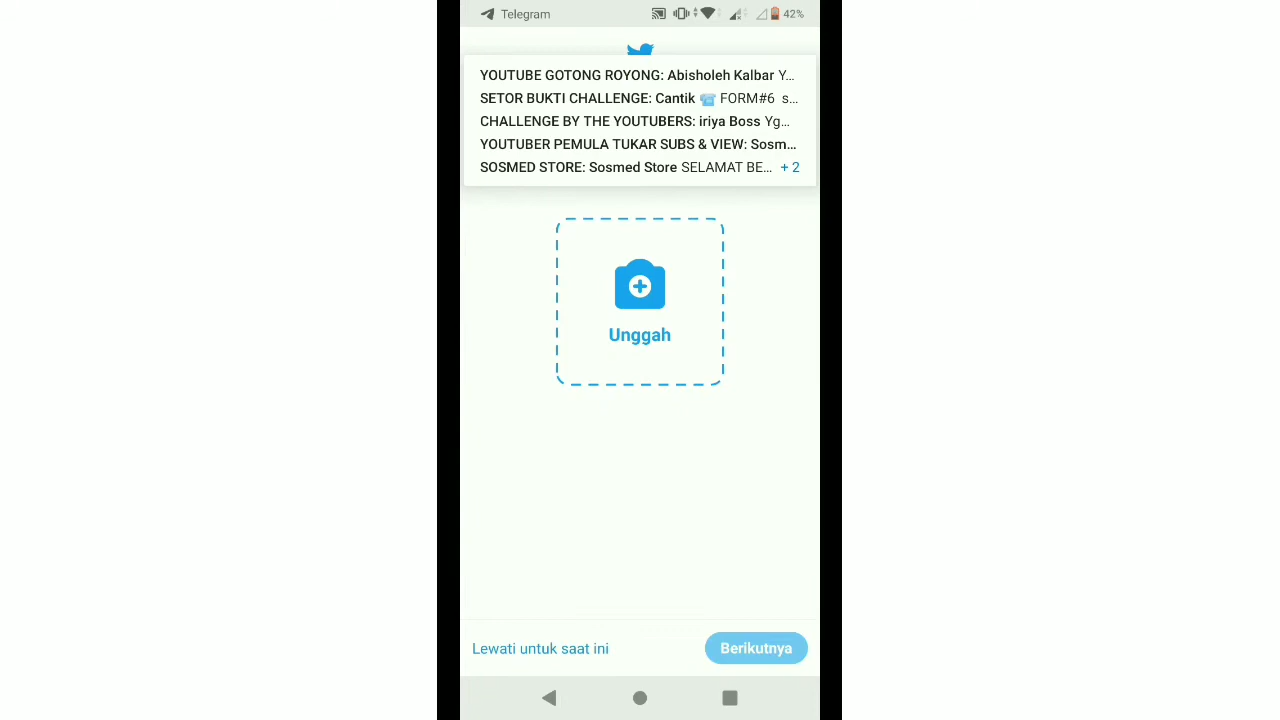 Telegram
42%
YOUTUBE GOTONG ROYONG: Abisholeh Kalbar Y...
SETOR BUKTI CHALLENGE: Cantik ☎️ FORM#6 s...
CHALLENGE BY THE YOUTUBERS: iriya Boss Yg...
YOUTUBER PEMULA TUKAR SUBS & VIEW: Sosm...
SOSMED STORE: Sosmed Store SELAMAT BE... + 2
Unggah
Lewati untuk saat ini
Berikutnya